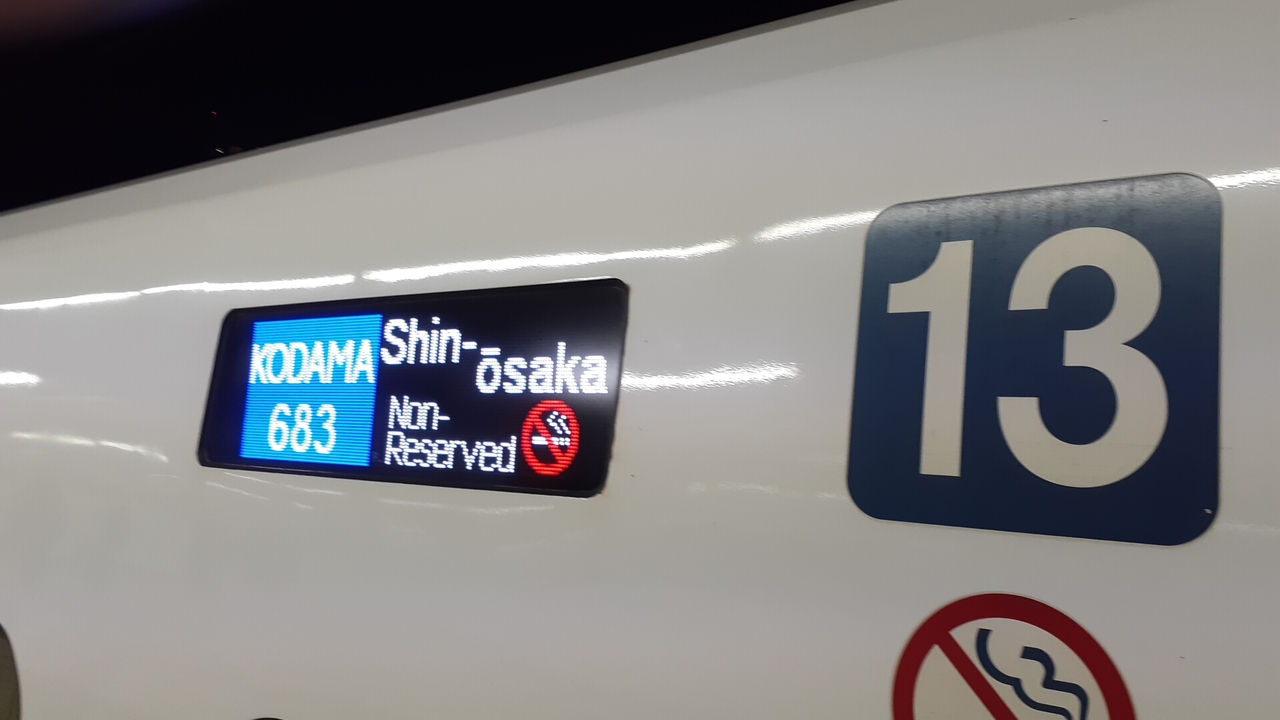 KODAMA
683
Shin-
ōsaka
Non-
Reserved
13